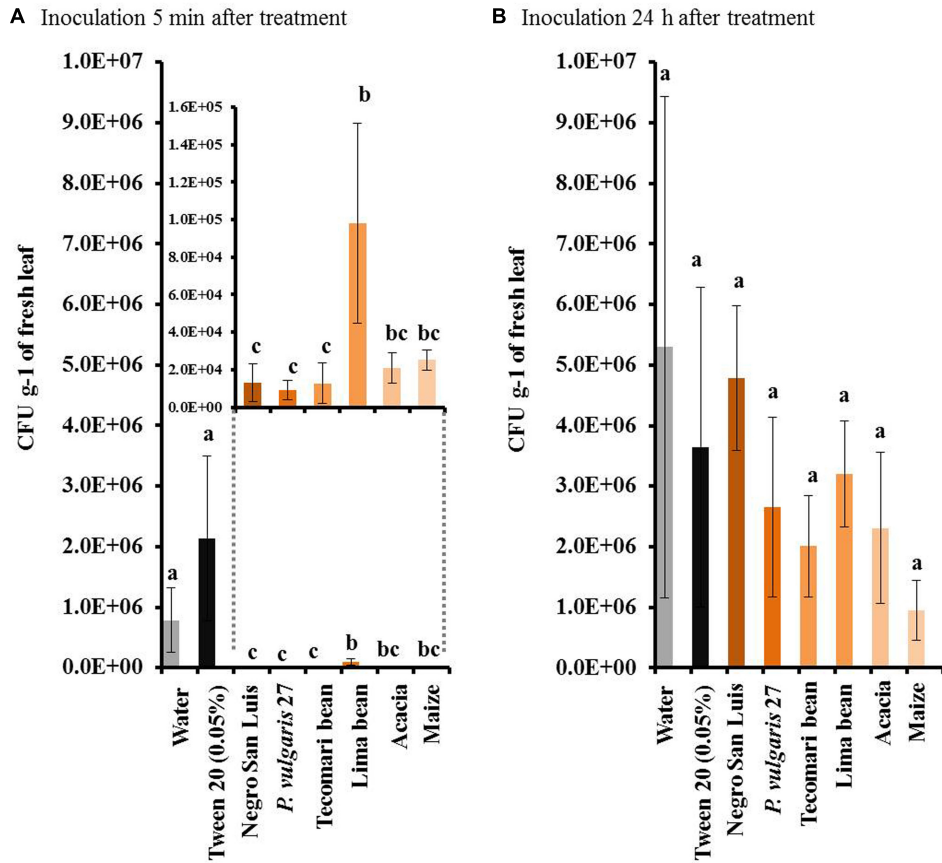 A Inoculation 5 min after treatment
CFU g-1 of fresh leaf
1.0E+07
9.0E+06
8.0E+06
7.0E+06
6.0E+06
5.0E+06
4.0E+06
3.0E+06
2.0E+06
1.0E+06
0.0E+00
1.6E+05
1.4E+05
1.2E+05
1.0E+05
8.0E+04
6.0E+04
4.0E+04
2.0E+04
0.0E+00
c c c b bc bc
a a c c c b bc bc
Water
Tween 20 (0.05%)
Negro San Luis
P. vulgaris 27
Tecomari bean
Lima bean
Acacia
Maize
B Inoculation 24 h after treatment
CFU g-1 of fresh leaf
1.0E+07
9.0E+06
8.0E+06
7.0E+06
6.0E+06
5.0E+06
4.0E+06
3.0E+06
2.0E+06
1.0E+06
0.0E+00
a a a a a a a a
Water
Tween 20 (0.05%)
Negro San Luis
P. vulgaris 27
Tecomari bean
Lima bean
Acacia
Maize